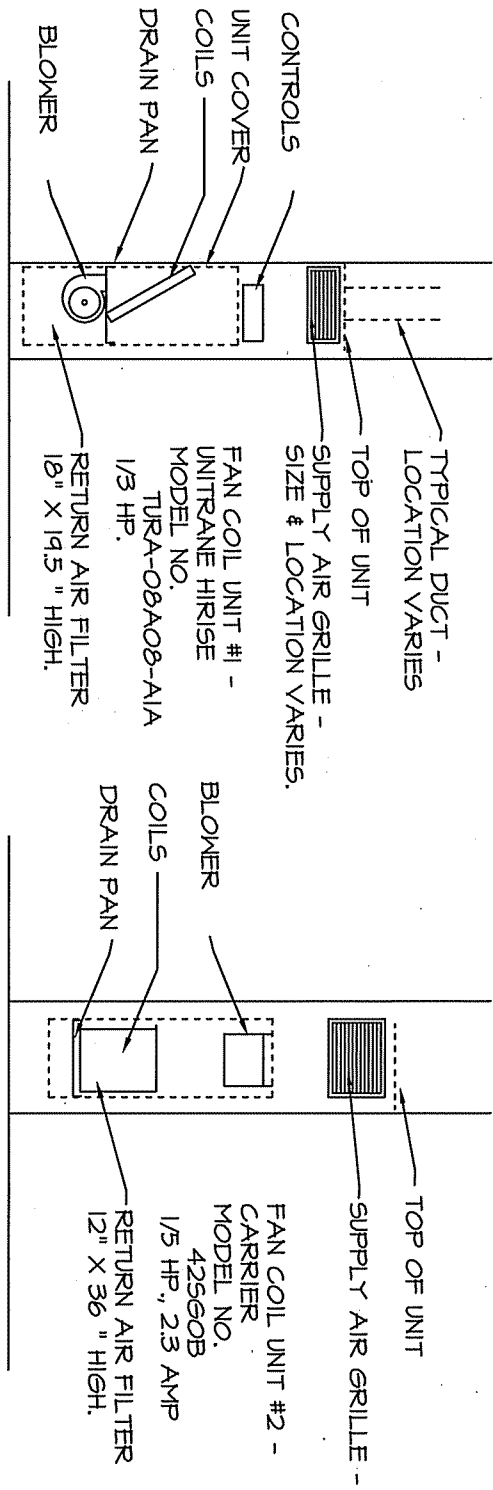 CONTROLS
UNIT COVER
COILS
DRAIN PAN
BLOWER
TYPICAL DUCT -
LOCATION VARIES
TOP OF UNIT
SUPPLY AIR GRILLE -
SIZE & LOCATION VARIES.
FAN COIL UNIT #1 -
UNITRANE HIRISE
MODEL NO.
TURA-08A08-A1A
1/3 HP.
RETURN AIR FILTER
18" X 19.5 " HIGH.
BLOWER
COILS
DRAIN PAN
TOP OF UNIT
SUPPLY AIR GRILLE -
FAN COIL UNIT #2 -
CARRIER
MODEL NO.
42SGOB
1/5 HP., 2.3 AMP
RETURN AIR FILTER
12" X 36 " HIGH.